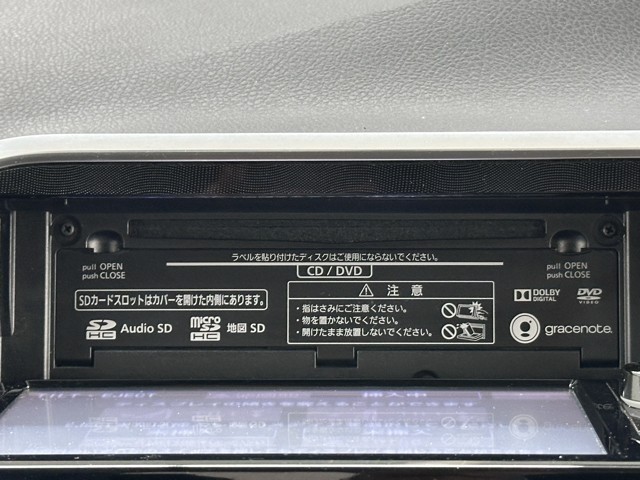 ラベルを貼り付けたディスクはご使用にならないでください。
pull OPEN
push CLOSE
CD / DVD
pull OPEN
push CLOSE
SDカードスロットはカバーを開けた内側にあります。
⚠ 注意
・指はさみにご注意ください。
・物を置かないでください。
・開けたまま放置しないでください。
DOLBY
DIGITAL
DVD
VIDEO
SD
HC
Audio SD
micro
SD
HC
地図 SD
gracenote.